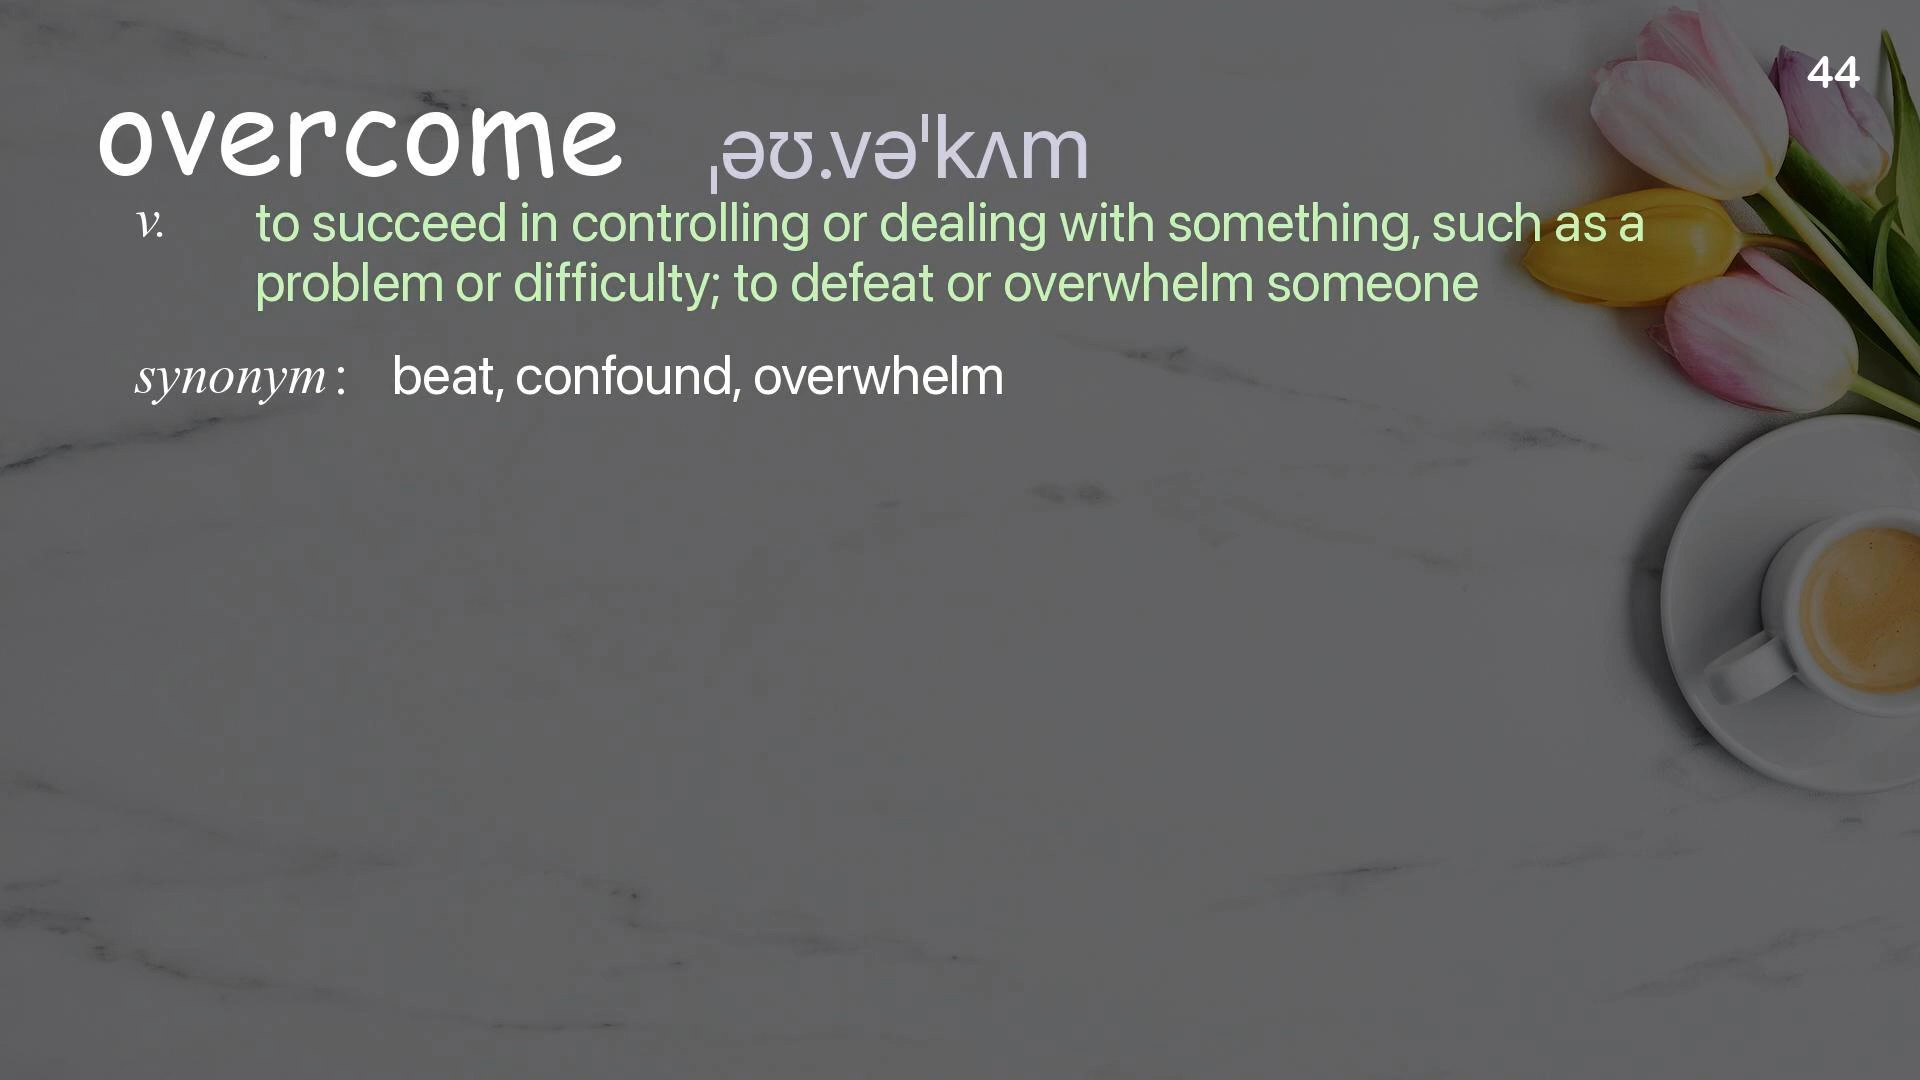 44
overcome ˌəʊ.vəˈkʌm
v. to succeed in controlling or dealing with something, such as a
problem or difficulty; to defeat or overwhelm someone
synonym : beat, confound, overwhelm